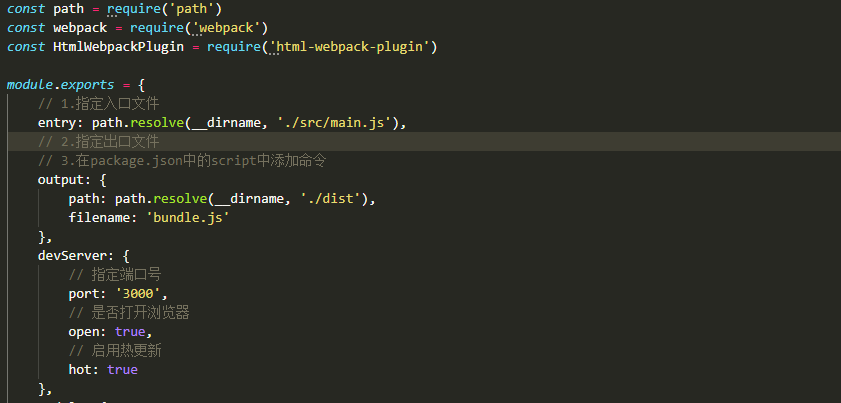 const path = require('path')
const webpack = require('webpack')
const HtmlWebpackPlugin = require('html-webpack-plugin')
module.exports = {
// 1.指定入口文件
entry: path.resolve(__dirname, './src/main.js'),
// 2.指定出口文件
// 3.在package.json中的script中添加命令
output: {
path: path.resolve(__dirname, './dist'),
filename: 'bundle.js'
},
devServer: {
// 指定端口号
port: '3000',
// 是否打开浏览器
open: true,
// 启用热更新
hot: true
},